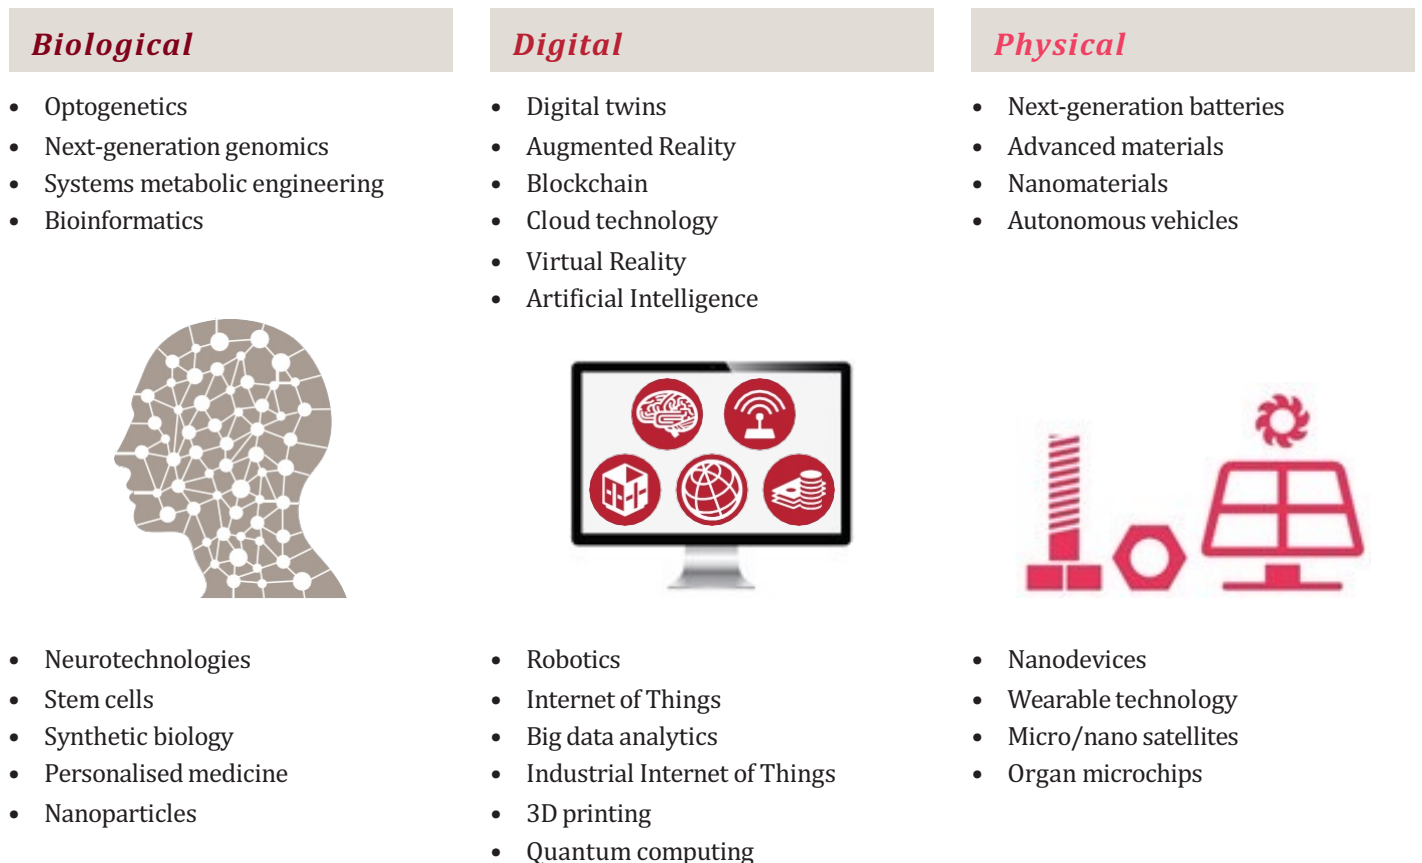 Biological
• Optogenetics
• Next-generation genomics
• Systems metabolic engineering
• Bioinformatics
• Neurotechnologies
• Stem cells
• Synthetic biology
• Personalised medicine
• Nanoparticles
Digital
• Digital twins
• Augmented Reality
• Blockchain
• Cloud technology
• Virtual Reality
• Artificial Intelligence
• Robotics
• Internet of Things
• Big data analytics
• Industrial Internet of Things
• 3D printing
• Quantum computing
Physical
• Next-generation batteries
• Advanced materials
• Nanomaterials
• Autonomous vehicles
• Nanodevices
• Wearable technology
• Micro/nano satellites
• Organ microchips